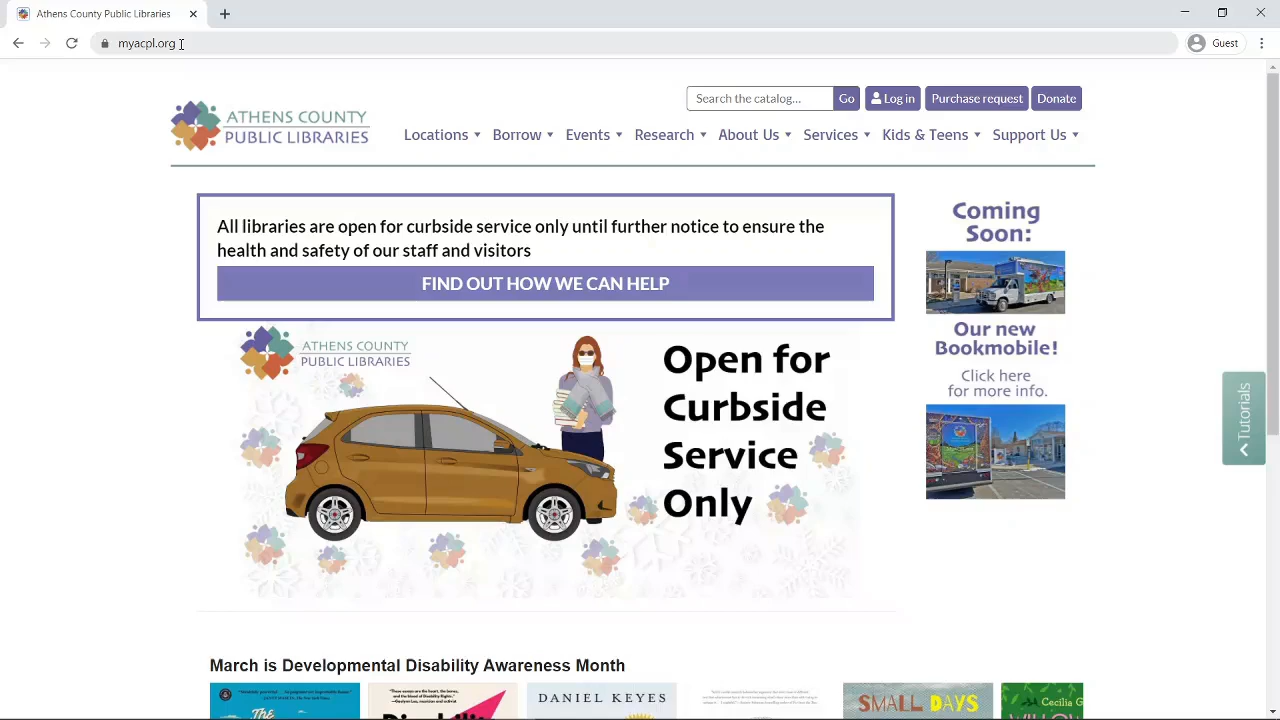 Athens County Public Libraries
myacpl.org
Guest
ATHENS COUNTY
PUBLIC LIBRARIES
Search the catalog...
Go
Log in
Purchase request
Donate
Locations
Borrow
Events
Research
About Us
Services
Kids & Teens
Support Us
All libraries are open for curbside service only until further notice to ensure the
health and safety of our staff and visitors
FIND OUT HOW WE CAN HELP
ATHENS COUNTY
PUBLIC LIBRARIES
Open for
Curbside
Service
Only
Coming
Soon:
Our new
Bookmobile!
Click here
for more info.
Tutorials
March is Developmental Disability Awareness Month
THE
Disability
DANIEL KEYES
SMALL DAYS
Cecilia G